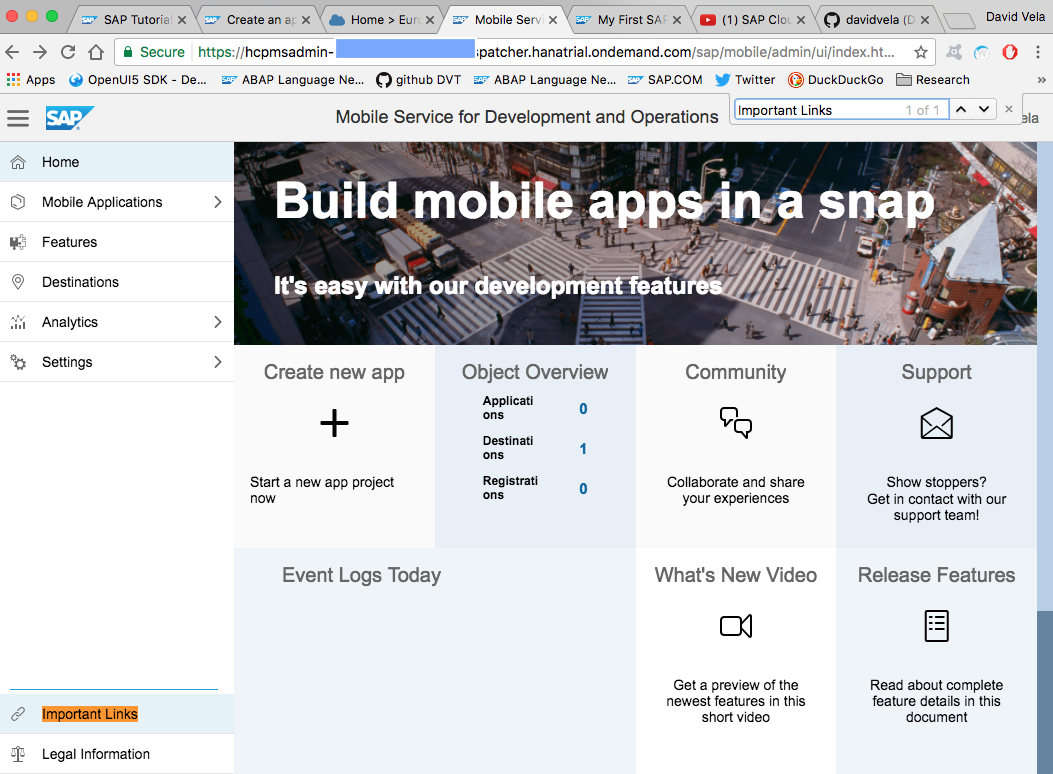 SAP Tutorial
Create an ap
Home > Euro
Mobile Servi
My First SAP
(1) SAP Clou
davidvela (D
David Vela
Secure
https://hcpmsadmin-
spatcher.hanatrial.ondemand.com/sap/mobile/admin/ui/index.ht...
Apps
OpenUI5 SDK - De...
ABAP Language Ne...
github DVT
ABAP Language Ne...
SAP.COM
Twitter
DuckDuckGo
Research
»
SAP
Mobile Service for Development and Operations
Important Links
1 of 1
ela
Home
Mobile Applications
Features
Destinations
Analytics
Settings
Important Links
Legal Information
Build mobile apps in a snap
It's easy with our development features
Create new app
Start a new app project
now
Object Overview
Applicati
ons
0
Destinati
ons
1
Registrati
ons
0
Community
Collaborate and share
your experiences
Support
Show stoppers?
Get in contact with our
support team!
Event Logs Today
What's New Video
Get a preview of the
newest features in this
short video
Release Features
Read about complete
feature details in this
document